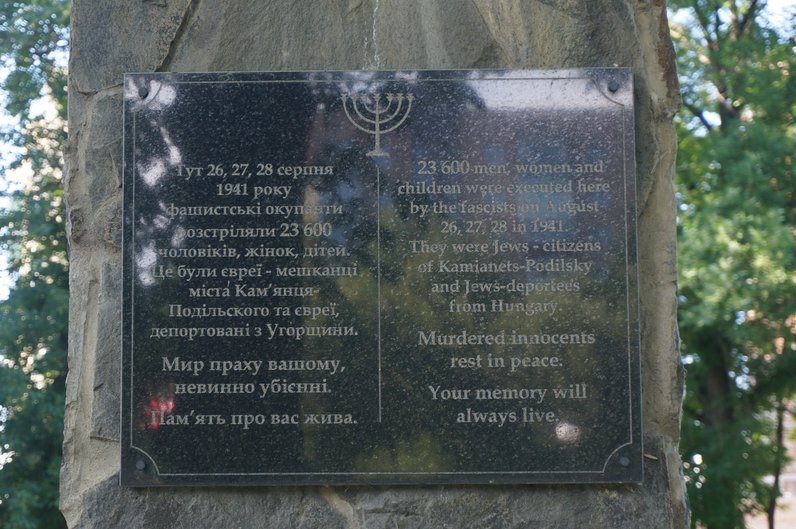 Тут 26, 27, 28 серпня
1941 року
фашистські окупанти
розстріляли 23 600
чоловіків, жінок, дітей.
Це були євреї - мешканці
міста Кам’янця-
Подільського та євреї,
депортовані з Угорщини.
Мир праху вашому,
невинно убієнні.
Пам’ять про вас жива.
23 600 men, women and
children were executed here
by the fascists on August
26, 27, 28 in 1941.
They were Jews - citizens
of Kamianets-Podilsky
and Jews-deportees
from Hungary.
Murdered innocents
rest in peace.
Your memory will
always live.